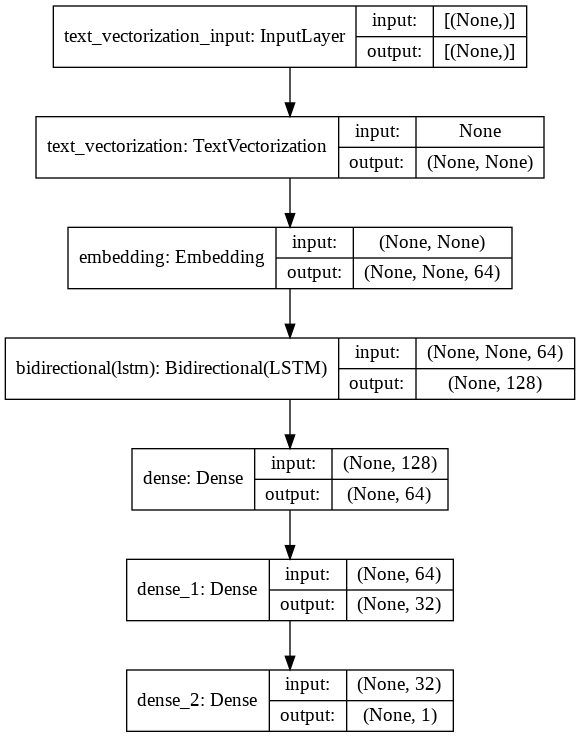 text_vectorization_input: InputLayer
input:
[(None,)]
output:
[(None,)]
text_vectorization: TextVectorization
input:
None
output:
(None, None)
embedding: Embedding
input:
(None, None)
output:
(None, None, 64)
bidirectional(lstm): Bidirectional(LSTM)
input:
(None, None, 64)
output:
(None, 128)
dense: Dense
input:
(None, 128)
output:
(None, 64)
dense_1: Dense
input:
(None, 64)
output:
(None, 32)
dense_2: Dense
input:
(None, 32)
output:
(None, 1)